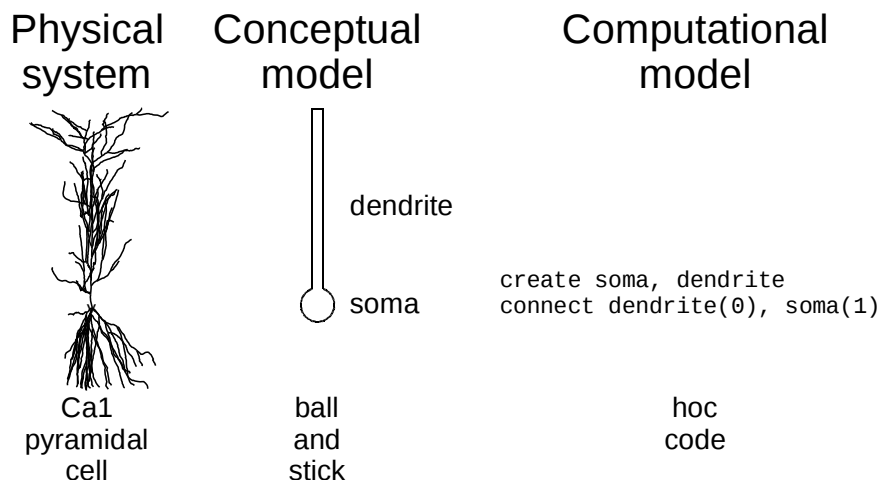 Physical
system
Conceptual
model
Computational
model
dendrite
soma
create soma, dendrite
connect dendrite(0), soma(1)
Ca1
pyramidal
cell
ball
and
stick
hoc
code